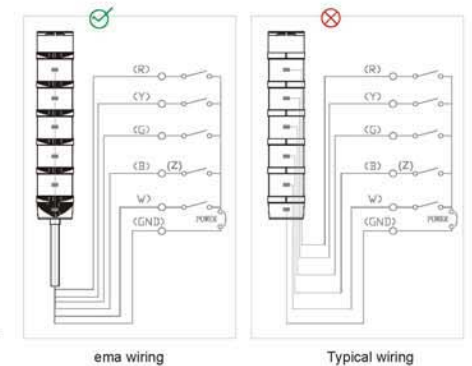 (R)
(Y)
(G)
(B) (Z)
W)
(GND)
POWER
ema wiring
(R)
(Y)
(G)
(B) (Z)
W)
(GND)
POWER
Typical wiring